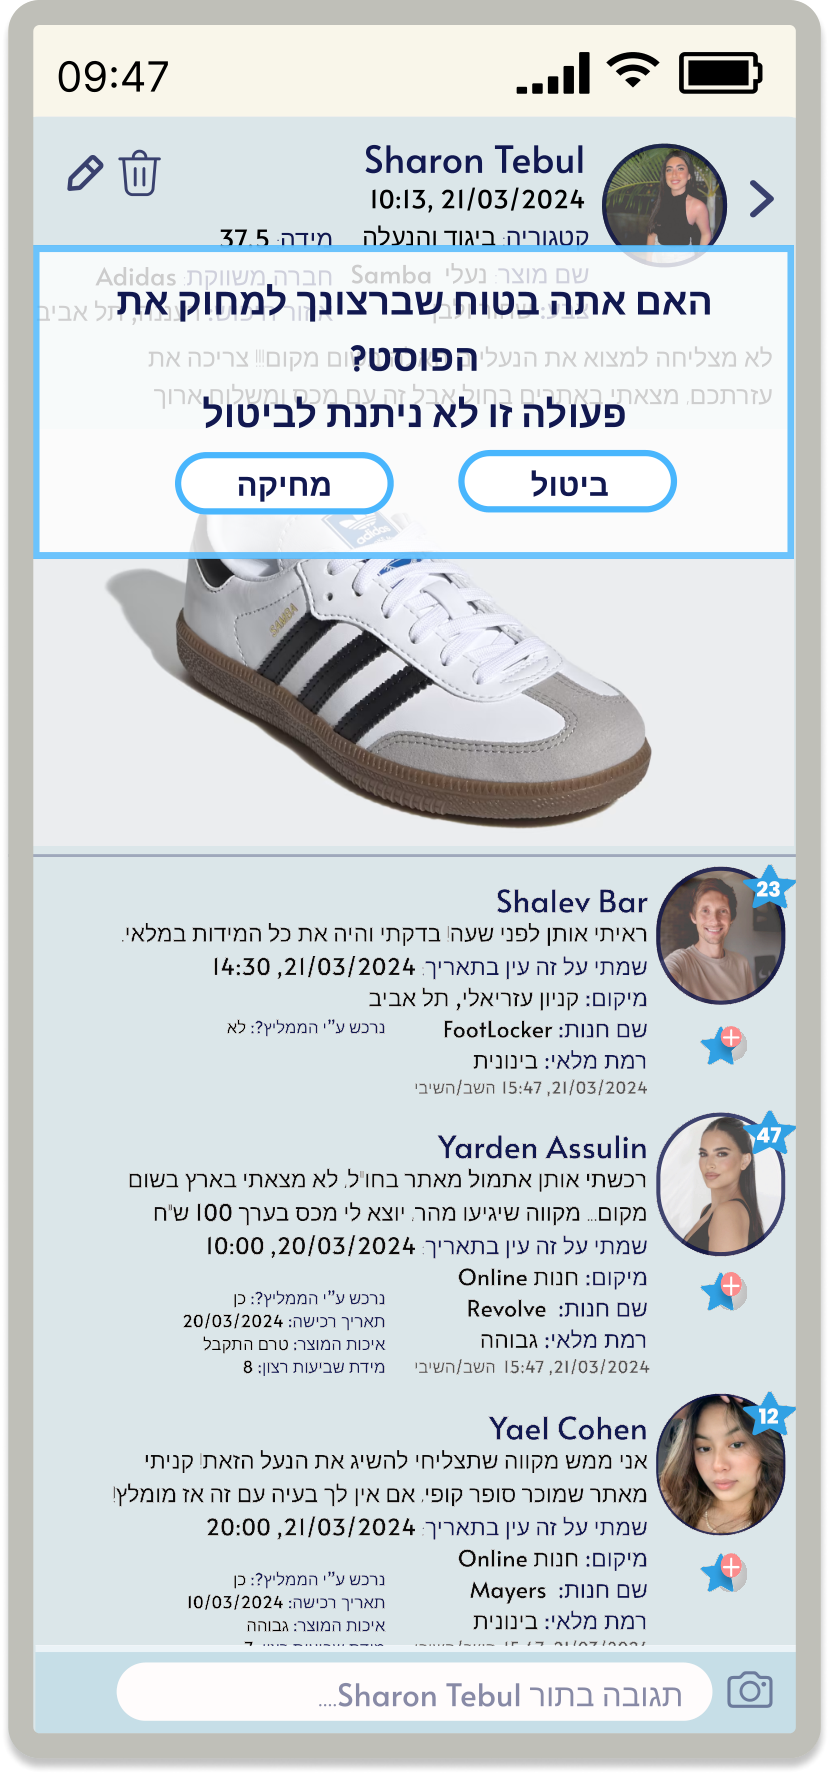 09:47
Sharon Tebul
10:13, 21/03/2024
קטגוריה: ביגוד והנעלה מידה: 37.5
שם מוצר: נעלי Samba חברה משווקת: Adidas
תל אביב
האם אתה בטוח שברצונך למחוק את
הפוסט?
לא מצליחה למצוא את הנעליים מקום!!! צריכה את
עזרתכם. מצאתי באתרים בחול אבל זה עם מכס ומשלוח ארוך
פעולה זו לא ניתנת לביטול
ביטול מחיקה
adidas
SAMBA
23
Shalev Bar
ראיתי אותן לפני שעה! בדקתי והיה את כל המידות במלאי.
שמתי על זה עין בתאריך: 21/03/2024, 14:30
מיקום: קניון עזריאלי, תל אביב
שם חנות: FootLocker נרכש ע"י הממליץ?: לא
רמת מלאי: בינונית
21/03/2024, 15:47 השב/השיבי
47
Yarden Assulin
רכשתי אותן אתמול מאתר בחו"ל. לא מצאתי בארץ בשום
מקום... מקווה שיגיעו מהר. יוצא לי מכס בערך 100 ש"ח
שמתי על זה עין בתאריך: 20/03/2024, 10:00
מיקום: חנות Online נרכש ע"י הממליץ?: כן
שם חנות: Revolve תאריך רכישה: 20/03/2024
רמת מלאי: גבוהה איכות המוצר: טרם התקבל
21/03/2024, 15:47 השב/השיבי מידת שביעות רצון: 8
12
Yael Cohen
אני ממש מקווה שתצליחי להשיג את הנעל הזאת! קניתי
מאתר שמוכר סופר קופי. אם אין לך בעיה עם זה אז מומלץ!
שמתי על זה עין בתאריך: 21/03/2024, 20:00
מיקום: חנות Online נרכש ע"י הממליץ?: כן
שם חנות: Mayers תאריך רכישה: 10/03/2024
רמת מלאי: בינונית איכות המוצר: גבוהה
תגובה בתור Sharon Tebul....